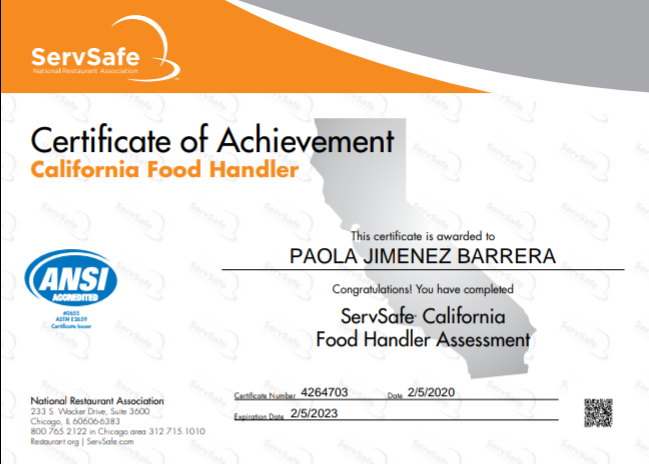 ServSafe
National Restaurant Association
Certificate of Achievement
California Food Handler
This certificate is awarded to
PAOLA JIMENEZ BARRERA
Congratulations! You have completed
ServSafe® California
Food Handler Assessment
ANSI
ACCREDITED
#0655
ASTM E2659
Certificate Issuer
Certificate Number 4264703 Date 2/5/2020
Expiration Date 2/5/2023
National Restaurant Association
233 S. Wacker Drive, Suite 3600
Chicago, IL 60606-6383
800.765.2122 in Chicago area 312.715.1010
Restaurant.org | ServSafe.com